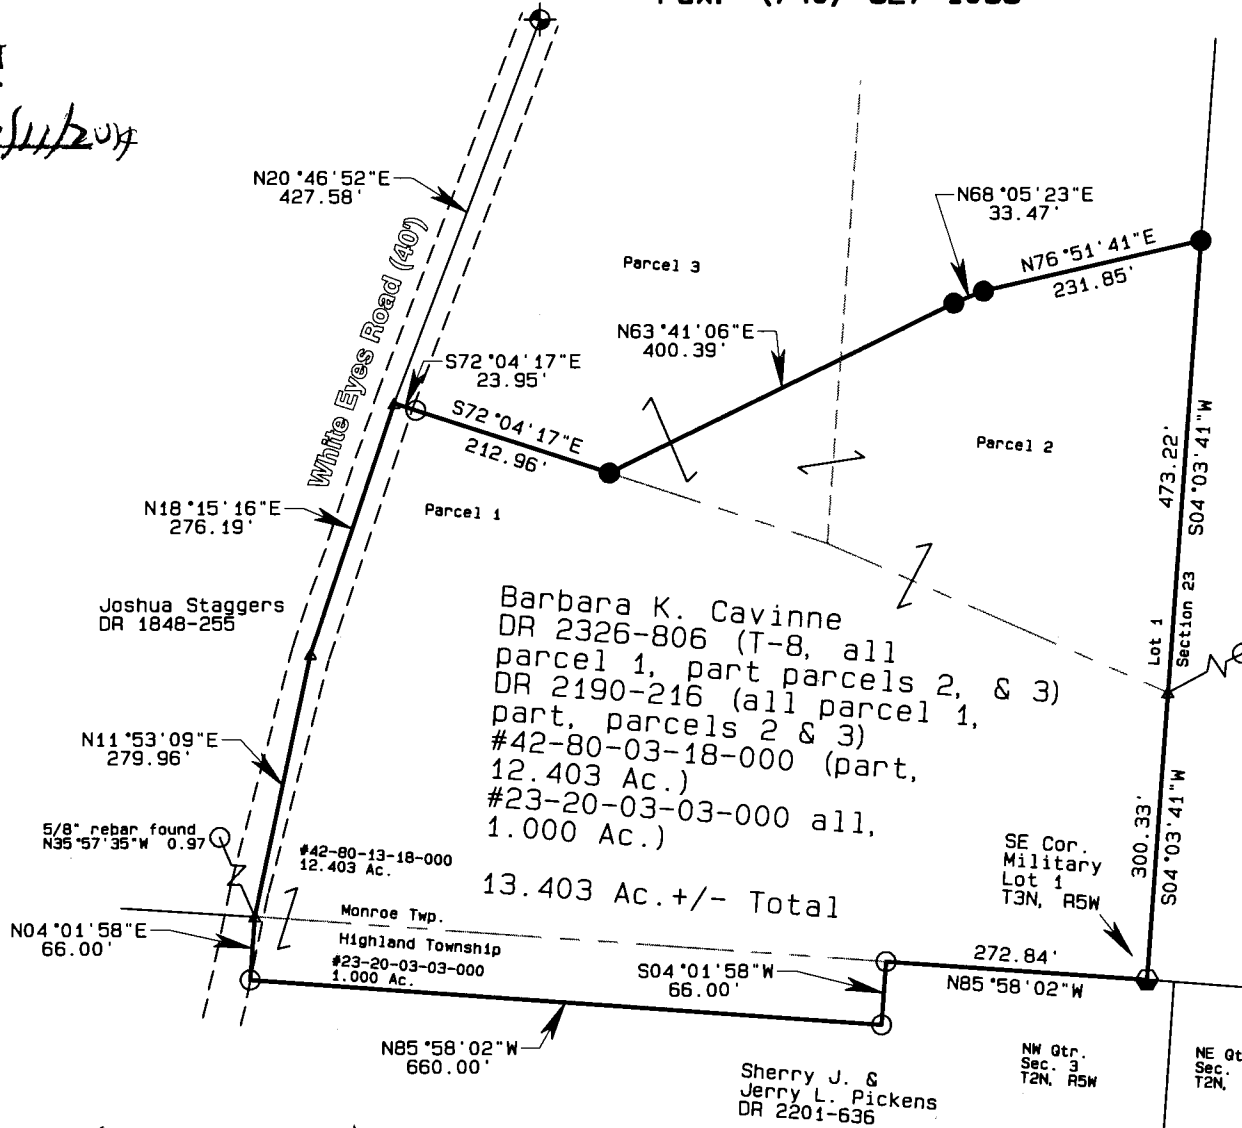 N20°46'52"E
427.58'
White Eyes Road (40')
N68°05'23"E
33.47'
N76°51'41"E
231.85'
Parcel 3
N63°41'06"E
400.39'
S72°04'17"E
23.95'
S72°04'17"E
212.96'
Parcel 2
473.22'
S04°03'41"W
N18°15'16"E
276.19'
Parcel 1
Joshua Staggers
DR 1848-255
Lot 1
Section 23
Barbara K. Cavinne
DR 2326-806 (T-8, all
parcel 1, part parcels 2, & 3)
DR 2190-216 (all parcel 1,
part, parcels 2 & 3)
#42-80-03-18-000 (part,
12.403 Ac.)
#23-20-03-03-000 all,
1.000 Ac.)
13.403 Ac.+/- Total
N11°53'09"E
279.96'
5/8" rebar found
N35°57'35"W 0.97
#42-80-13-18-000
12.403 Ac.
300.33'
S04°03'41"W
SE Cor.
Military
Lot 1
T3N, R5W
N04°01'58"E
66.00'
Monroe Twp.
Highland Township
#23-20-03-03-000
1.000 Ac.
S04°01'58"W
66.00'
272.84'
N85°58'02"W
N85°58'02"W
660.00'
Sherry J. &
Jerry L. Pickens
DR 2201-636
NW Qtr.
Sec. 3
T2N, R5W
NE Qt
Sec.
T2N,